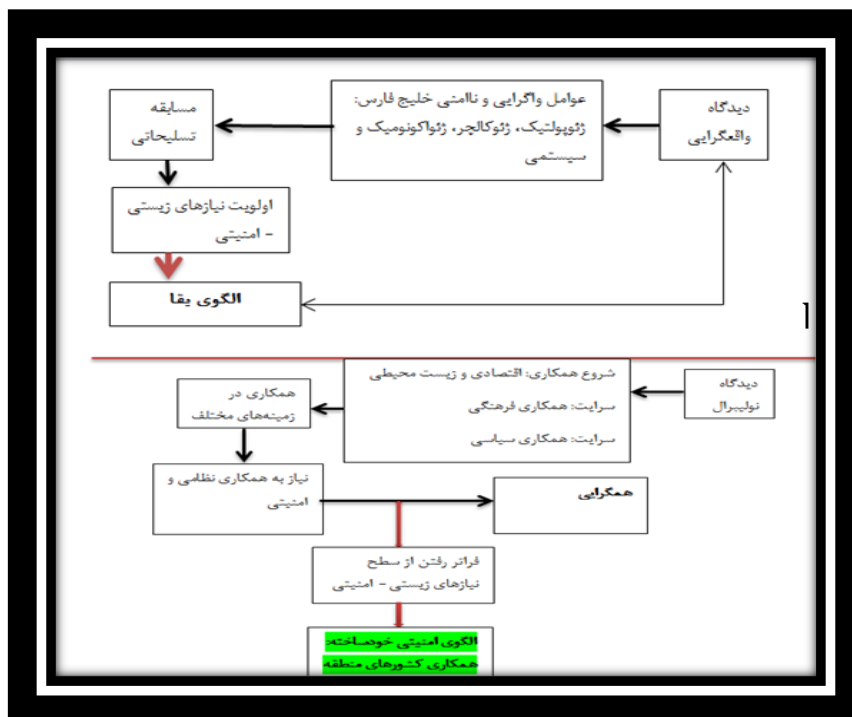 دیدگاه
واقعگرایی
عوامل واگرایی و ناامنی خلیج فارس:
ژئوپولتیک، ژئوکالچر، ژئواکونومیک و
سیستمی
مسابقه
تسلیحاتی
اولویت نیازهای زیستی
- امنیتی
الگوی بقا
دیدگاه
نولیبرال
شروع همکاری: اقتصادی و زیست محیطی
سرایت: همکاری فرهنگی
سرایت: همکاری سیاسی
همکاری در
زمینه‌های مختلف
نیاز به همکاری نظامی و
امنیتی
همگرایی
فراتر رفتن از سطح
نیازهای زیستی - امنیتی
الگوی امنیتی خودساخته:
همکاری کشورهای منطقه